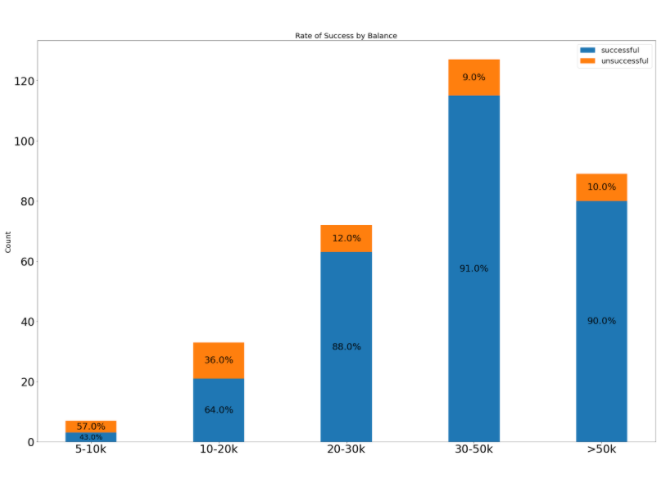 Rate of Success by Balance
successful
unsuccessful
120
100
80
60
40
20
0
Count
57.0%
43.0%
36.0%
64.0%
12.0%
88.0%
9.0%
91.0%
10.0%
90.0%
5-10k
10-20k
20-30k
30-50k
>50k